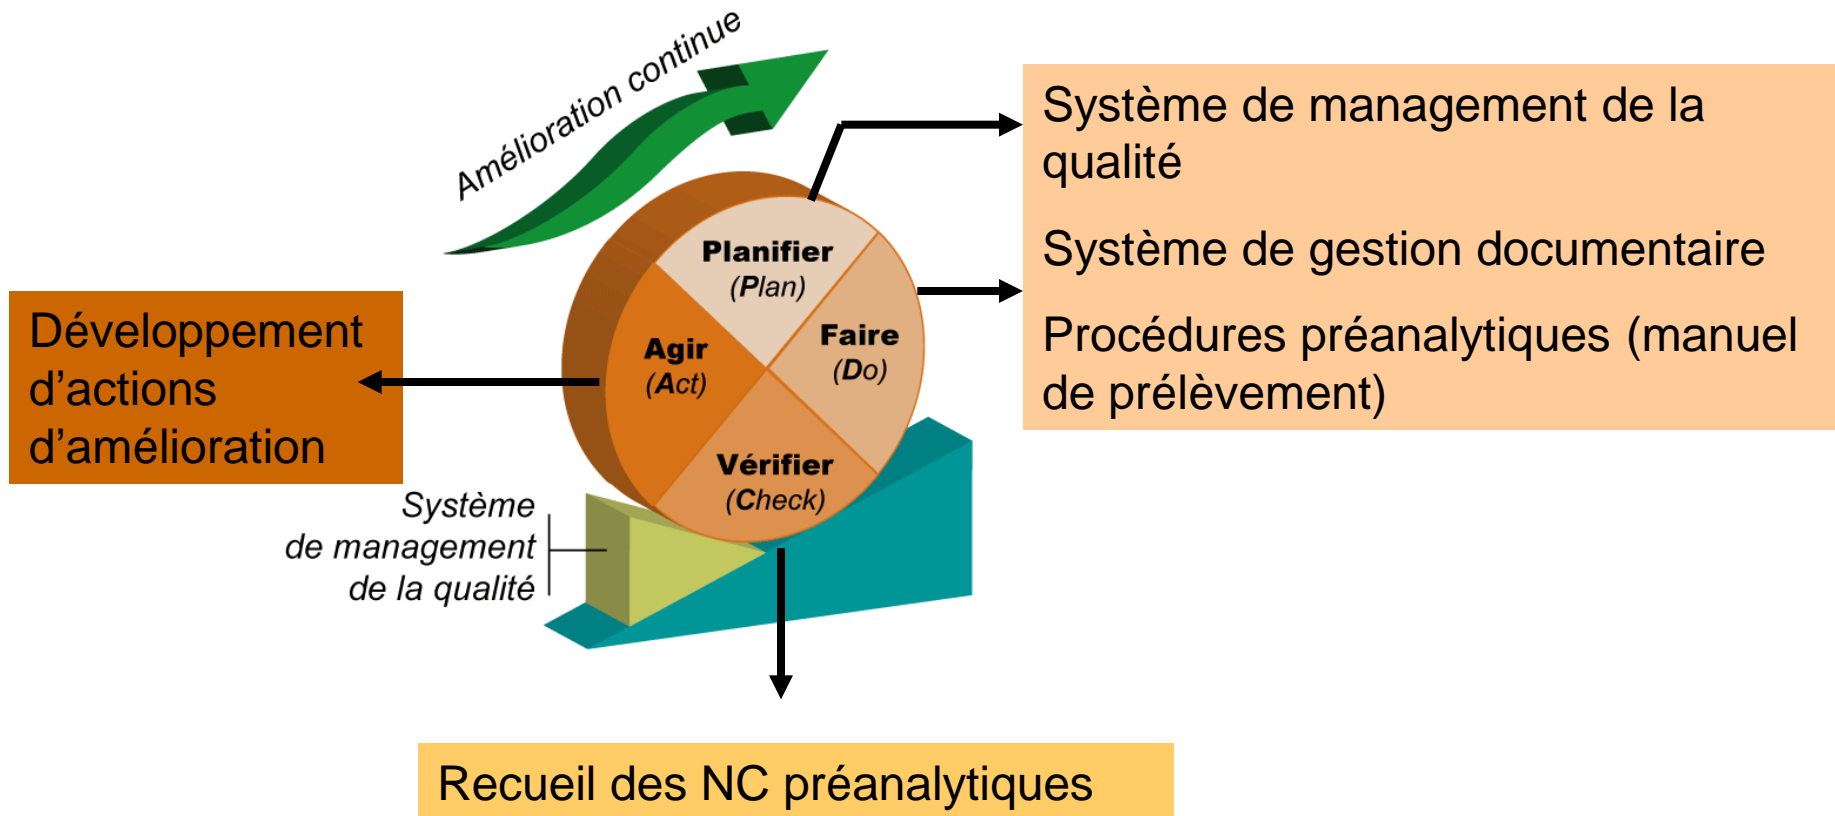 Amélioration continue
Système de management de la
qualité
Système de gestion documentaire
Procédures préanalytiques (manuel
de prélèvement)
Planifier
(Plan)
Faire
(Do)
Agir
(Act)
Vérifier
(Check)
Développement
d’actions
d’amélioration
Système
de management
de la qualité
Recueil des NC préanalytiques